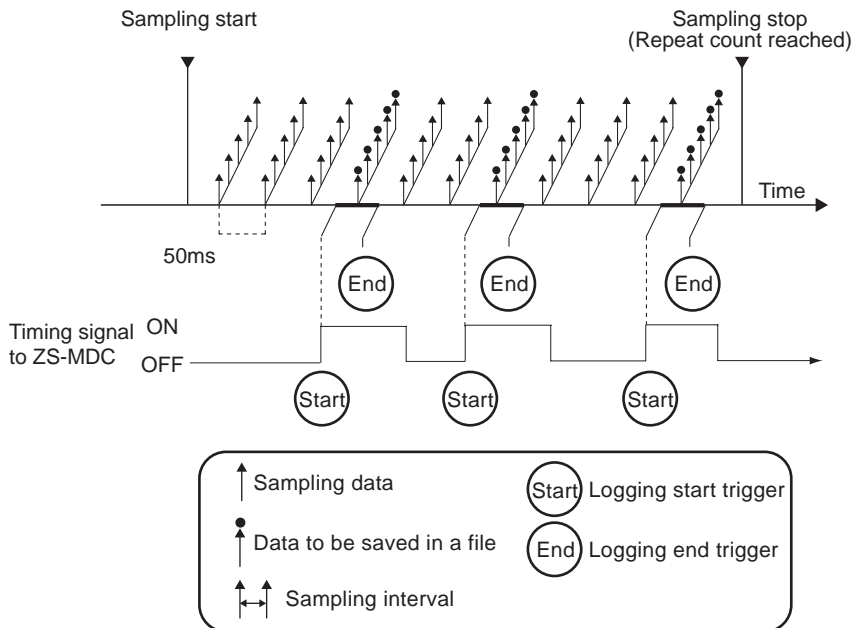 Sampling start
Sampling stop
(Repeat count reached)
Time
50ms
End
End
End
Timing signal
to ZS-MDC
ON
OFF
Start
Start
Start
Sampling data
Data to be saved in a file
Sampling interval
Start Logging start trigger
End Logging end trigger